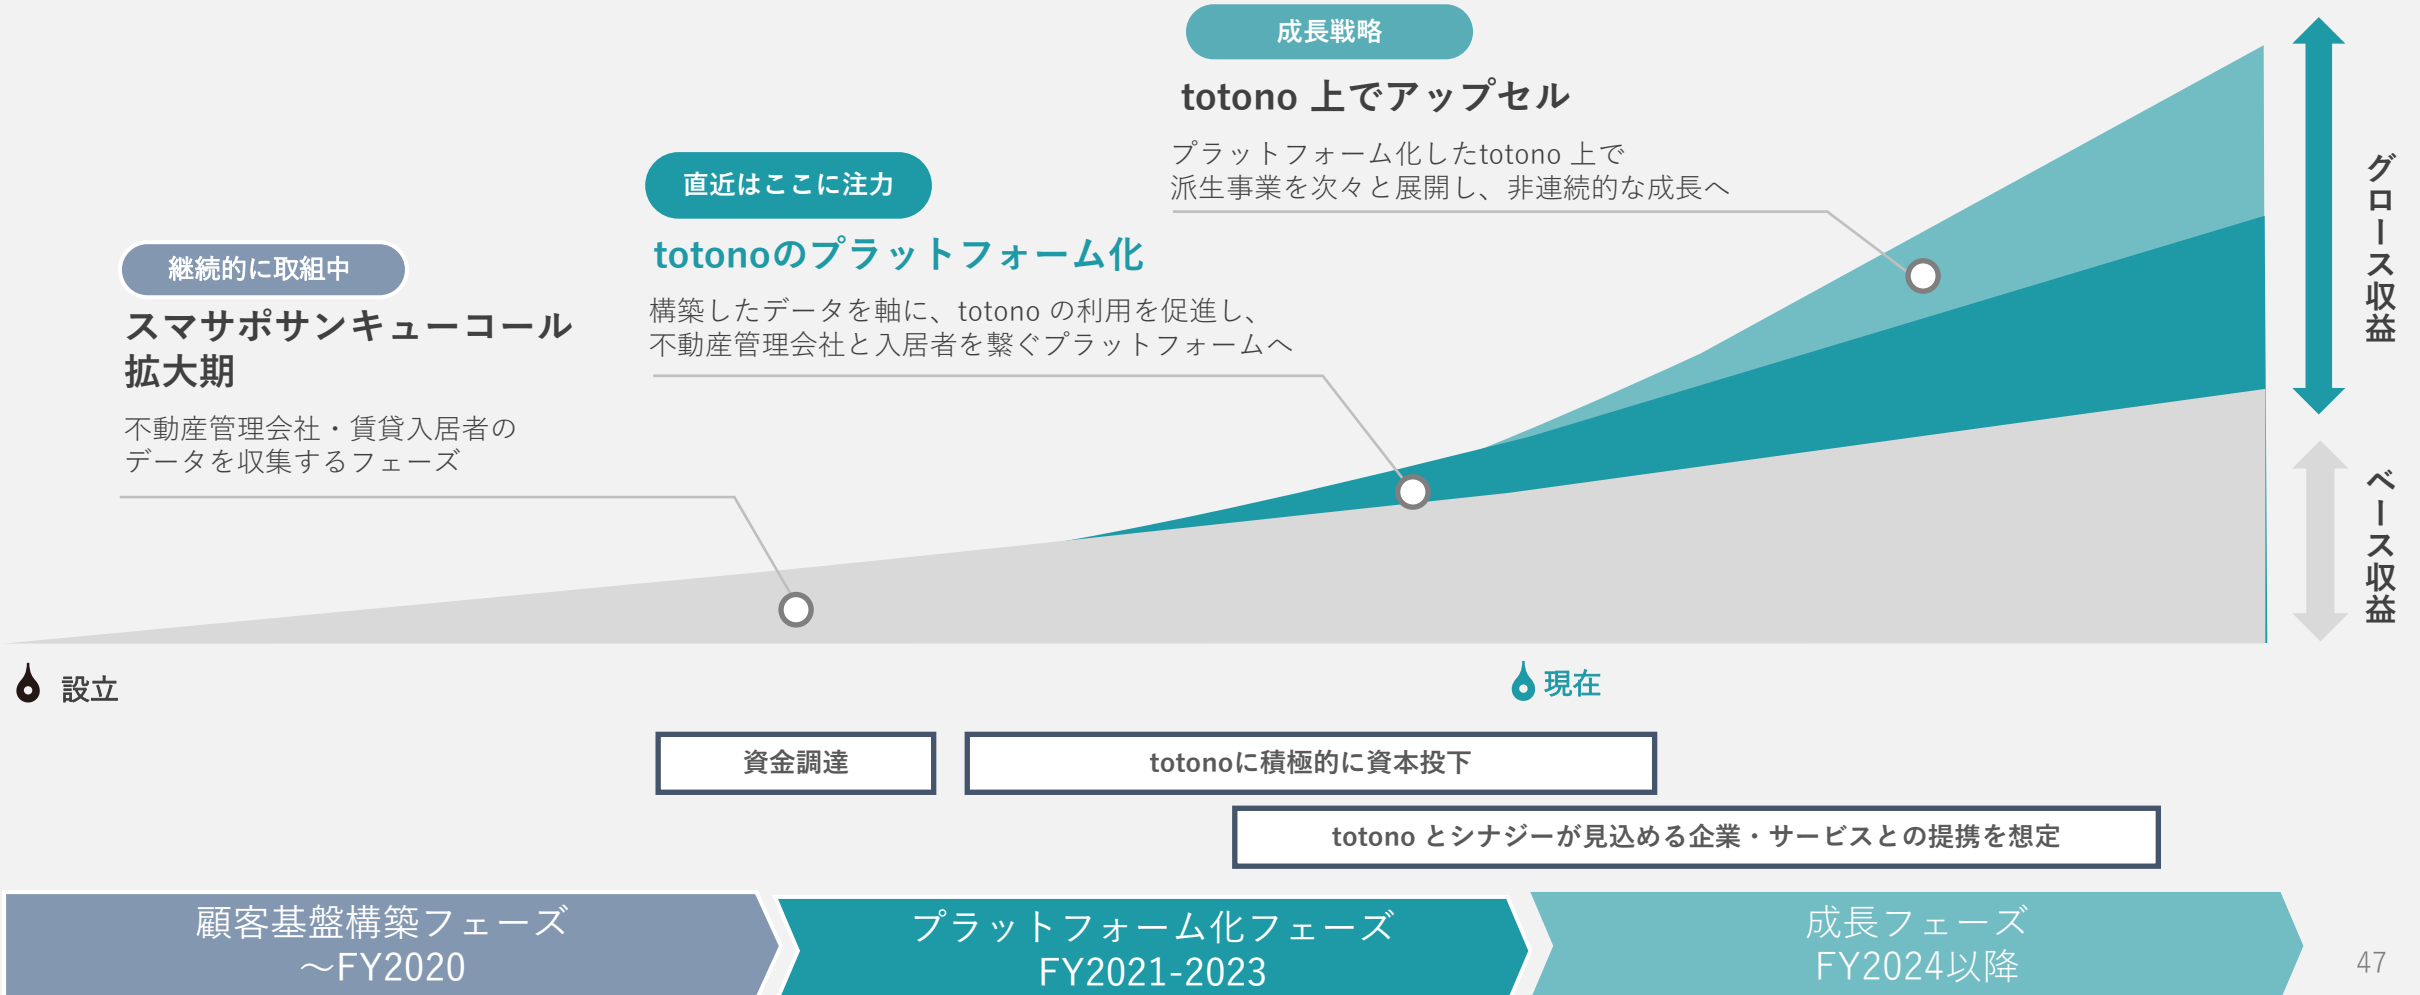 成長戦略
totono 上でアップセル
プラットフォーム化したtotono 上で
派生事業を次々と展開し、非連続的な成長へ
直近はここに注力
totonoのプラットフォーム化
構築したデータを軸に、totono の利用を促進し、
不動産管理会社と入居者を繋ぐプラットフォームへ
継続的に取組中
スマサポサンキューコール
拡大期
不動産管理会社・賃貸入居者の
データを収集するフェーズ
グロース収益
ベース収益
設立
現在
資金調達
totonoに積極的に資本投下
totono とシナジーが見込める企業・サービスとの提携を想定
顧客基盤構築フェーズ
～FY2020
プラットフォーム化フェーズ
FY2021-2023
成長フェーズ
FY2024以降
47